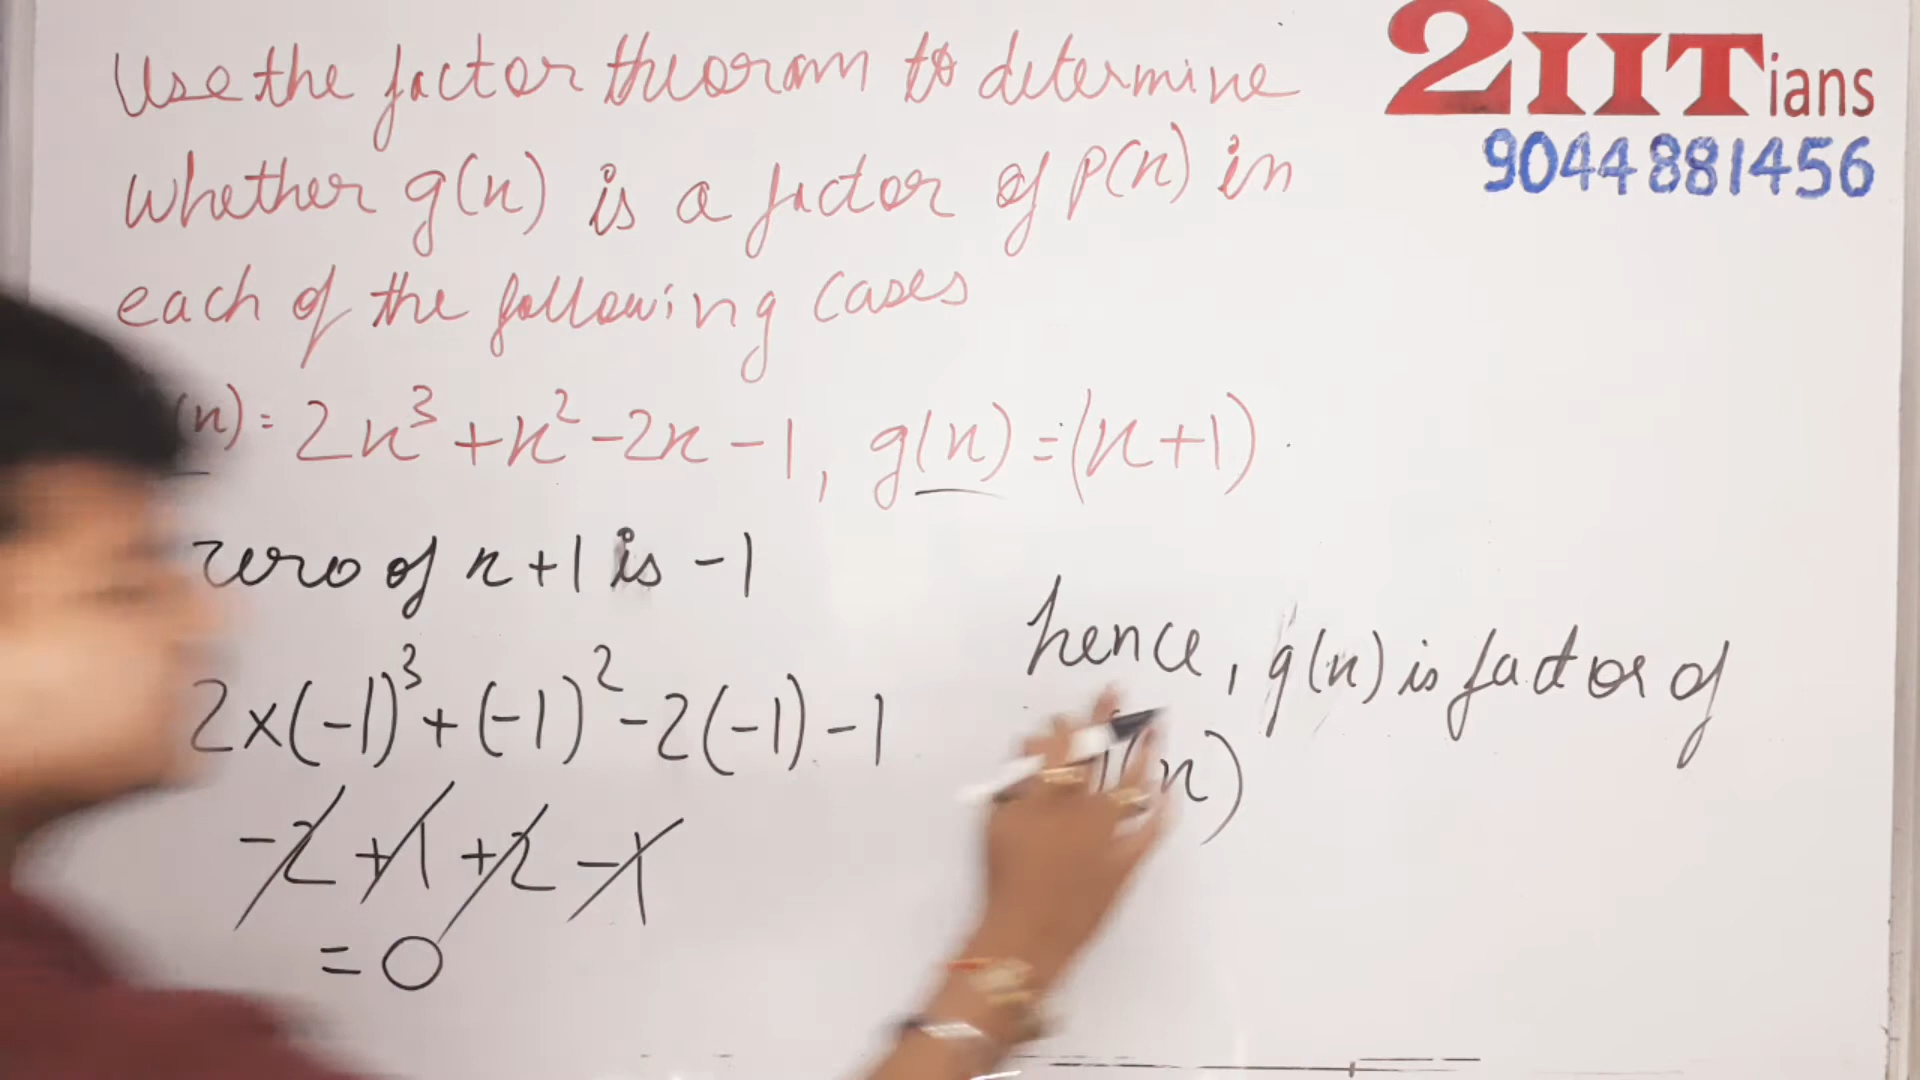 2IITians
9044881456
Use the factor theoram to determine
whether g(x) is a factor of p(x) in
each of the following cases
(x) = 2x³ + x² - 2x - 1, g(x) = (x+1)
zero of x+1 is -1
2×(-1)³ + (-1)² - 2(-1) - 1
-2 + 1 + 2 - 1
= 0
hence, g(x) is factor of
(x)